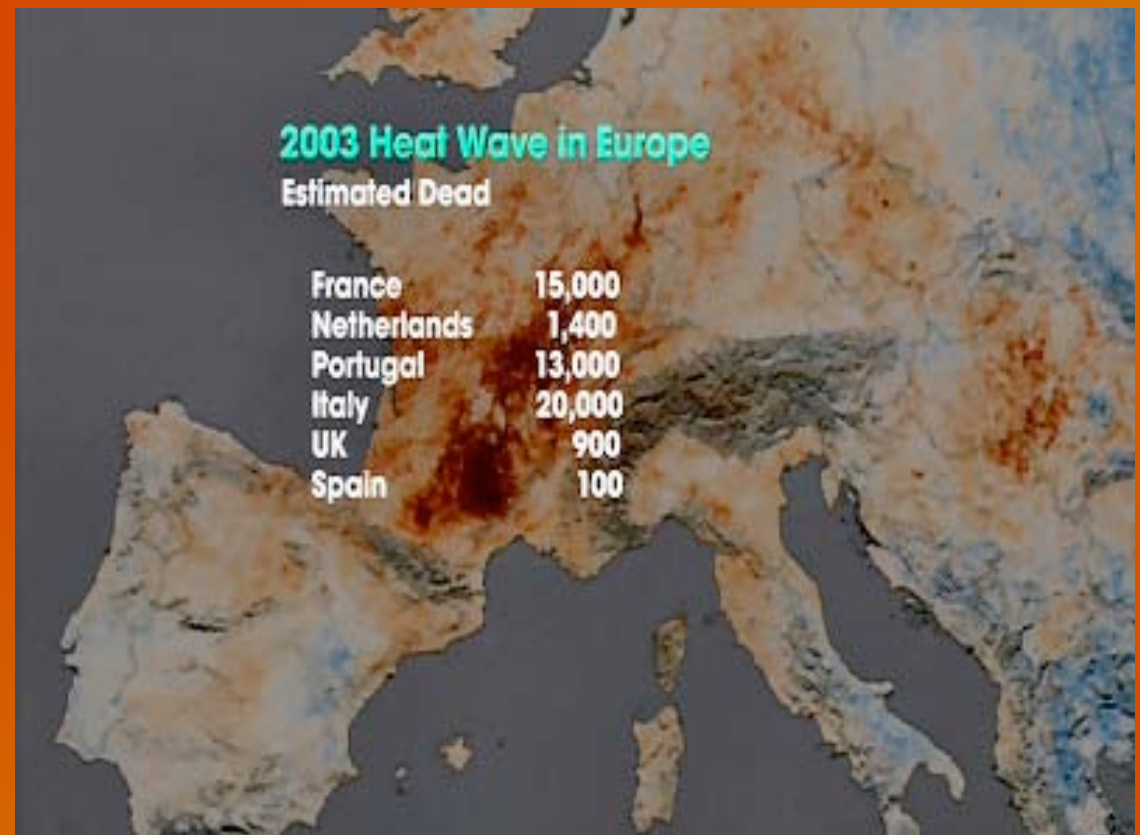 2003 Heat Wave in Europe
Estimated Dead
France 15,000
Netherlands 1,400
Portugal 13,000
Italy 20,000
UK 900
Spain 100